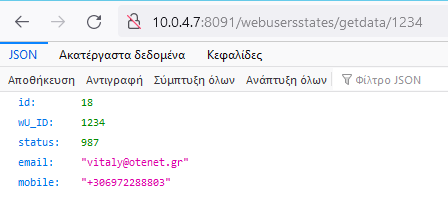 10.0.4.7:8091/webusersstates/getdata/1234
JSON Ακατέργαστα δεδομένα Κεφαλίδες
Αποθήκευση Αντιγραφή Σύμπτυξη όλων Ανάπτυξη όλων Φίλτρο JSON
id: 18
wU_ID: 1234
status: 987
email: "vitaly@otenet.gr"
mobile: "+306972288803"